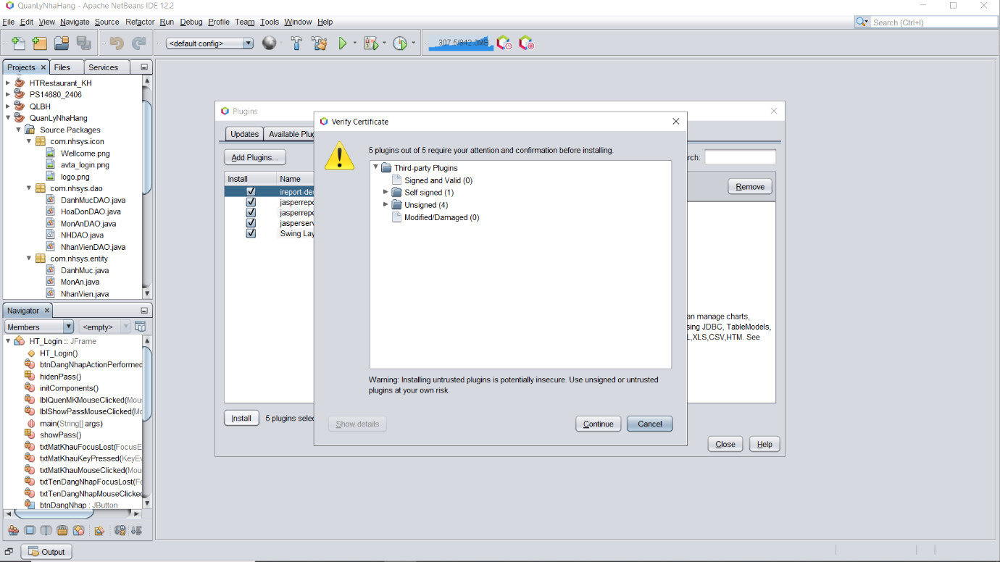 QuanLyNhaHang - Apache NetBeans IDE 12.2
File Edit View Navigate Source Refactor Run Debug Profile Team Tools Window Help
Search (Ctrl+I)
<default config>
307.5/842.0MB
Projects Files Services
HTRestaurant_KH
PS14680_2406
QLBH
QuanLyNhaHang
Source Packages
com.nhsys.icon
Wellcome.png
avta_login.png
logo.png
com.nhsys.dao
DanhMucDAO.java
HoaDonDAO.java
MonAnDAO.java
NHDAO.java
NhanVienDAO.java
com.nhsys.entity
DanhMuc.java
MonAn.java
NhanVien.java
Navigator
Members <empty>
HT_Login :: JFrame
HT_Login()
btnDangNhapActionPerformed
hidenPass()
initComponents()
lblQuenMKMouseClicked(Mou
lblShowPassMouseClicked(Mo
main(String[] args)
showPass()
txtMatKhauFocusLost(FocusE
txtMatKhauKeyPressed(KeyEv
txtMatKhauMouseClicked(Mou
txtTenDangNhapFocusLost(Fo
txtTenDangNhapMouseClicked
btnDangNhap : JButton
Output
Plugins
Updates Available Plug
Add Plugins...
rch:
Install Name
ireport-des
jasperrepo
jasperrepo
jasperserv
Swing Lay
Remove
an manage charts,
sing JDBC, TableModels,
L,XLS,CSV,HTM. See
Install 5 plugins selec
Close Help
Verify Certificate
5 plugins out of 5 require your attention and confirmation before installing.
Third-party Plugins
Signed and Valid (0)
Self signed (1)
Unsigned (4)
Modified/Damaged (0)
Warning: Installing untrusted plugins is potentially insecure. Use unsigned or untrusted
plugins at your own risk.
Show details Continue Cancel